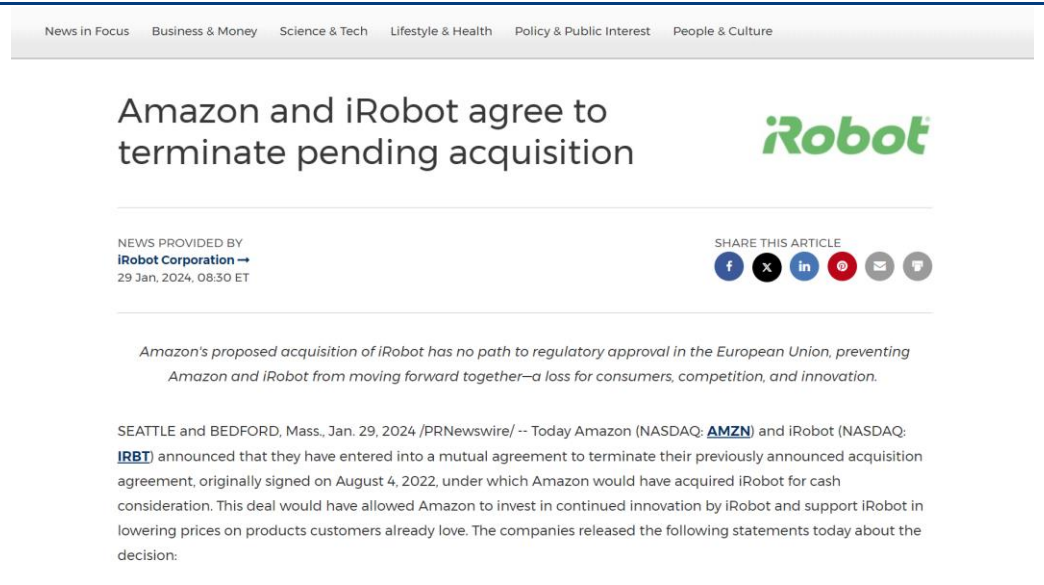 News in Focus Business & Money Science & Tech Lifestyle & Health Policy & Public Interest People & Culture
Amazon and iRobot agree to
terminate pending acquisition
iRobot
NEWS PROVIDED BY
iRobot Corporation →
29 Jan, 2024, 08:30 ET
SHARE THIS ARTICLE
Amazon's proposed acquisition of iRobot has no path to regulatory approval in the European Union, preventing
Amazon and iRobot from moving forward together—a loss for consumers, competition, and innovation.
SEATTLE and BEDFORD, Mass., Jan. 29, 2024 /PRNewswire/ -- Today Amazon (NASDAQ: AMZN) and iRobot (NASDAQ:
IRBT) announced that they have entered into a mutual agreement to terminate their previously announced acquisition
agreement, originally signed on August 4, 2022, under which Amazon would have acquired iRobot for cash
consideration. This deal would have allowed Amazon to invest in continued innovation by iRobot and support iRobot in
lowering prices on products customers already love. The companies released the following statements today about the
decision: